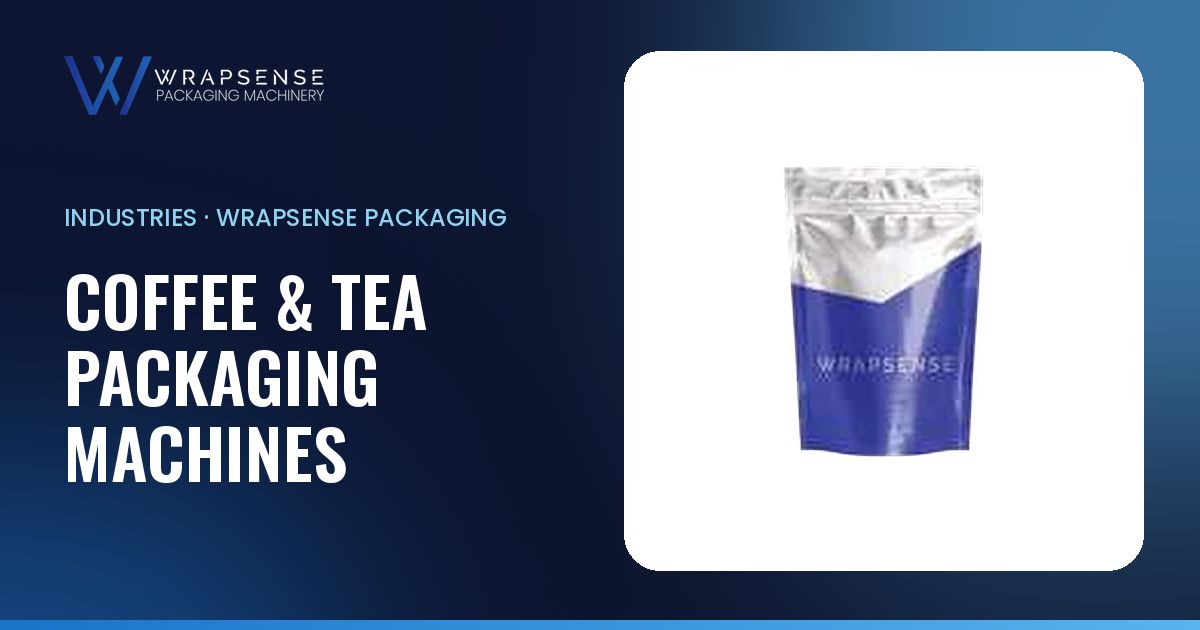 WRAPSENSE
PACKAGING MACHINERY
INDUSTRIES · WRAPSENSE PACKAGING
COFFEE & TEA
PACKAGING
MACHINES
WRAPSENSE